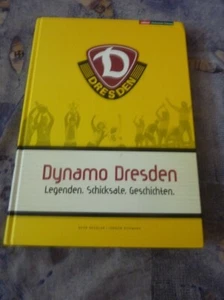 D
DRESDEN
Dynamo Dresden
Legenden. Schicksale. Geschichten.